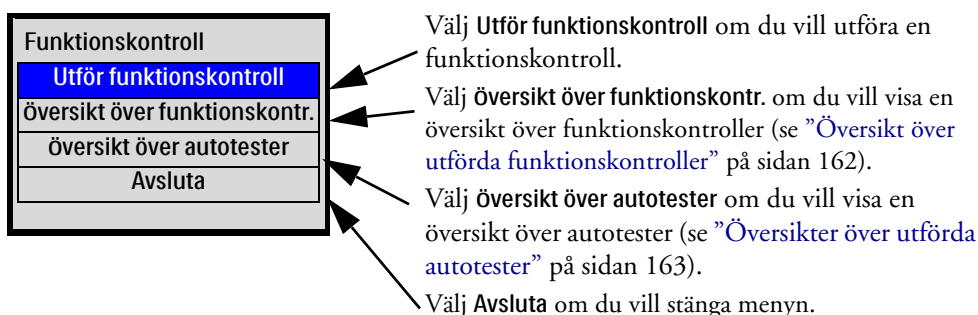 Funktionskontroll
Utför funktionskontroll
Översikt över funktionskontr.
Översikt över autotester
Avsluta
Välj Utför funktionskontroll om du vill utföra en
funktionskontroll.
Välj Översikt över funktionskontr. om du vill visa en
översikt över funktionskontroller (se ”Översikt över
utförda funktionskontroller” på sidan 162).
Välj Översikt över autotester om du vill visa en
översikt över autotester (se ”Översikter över utförda
autotester” på sidan 163).
Välj Avsluta om du vill stänga menyn.